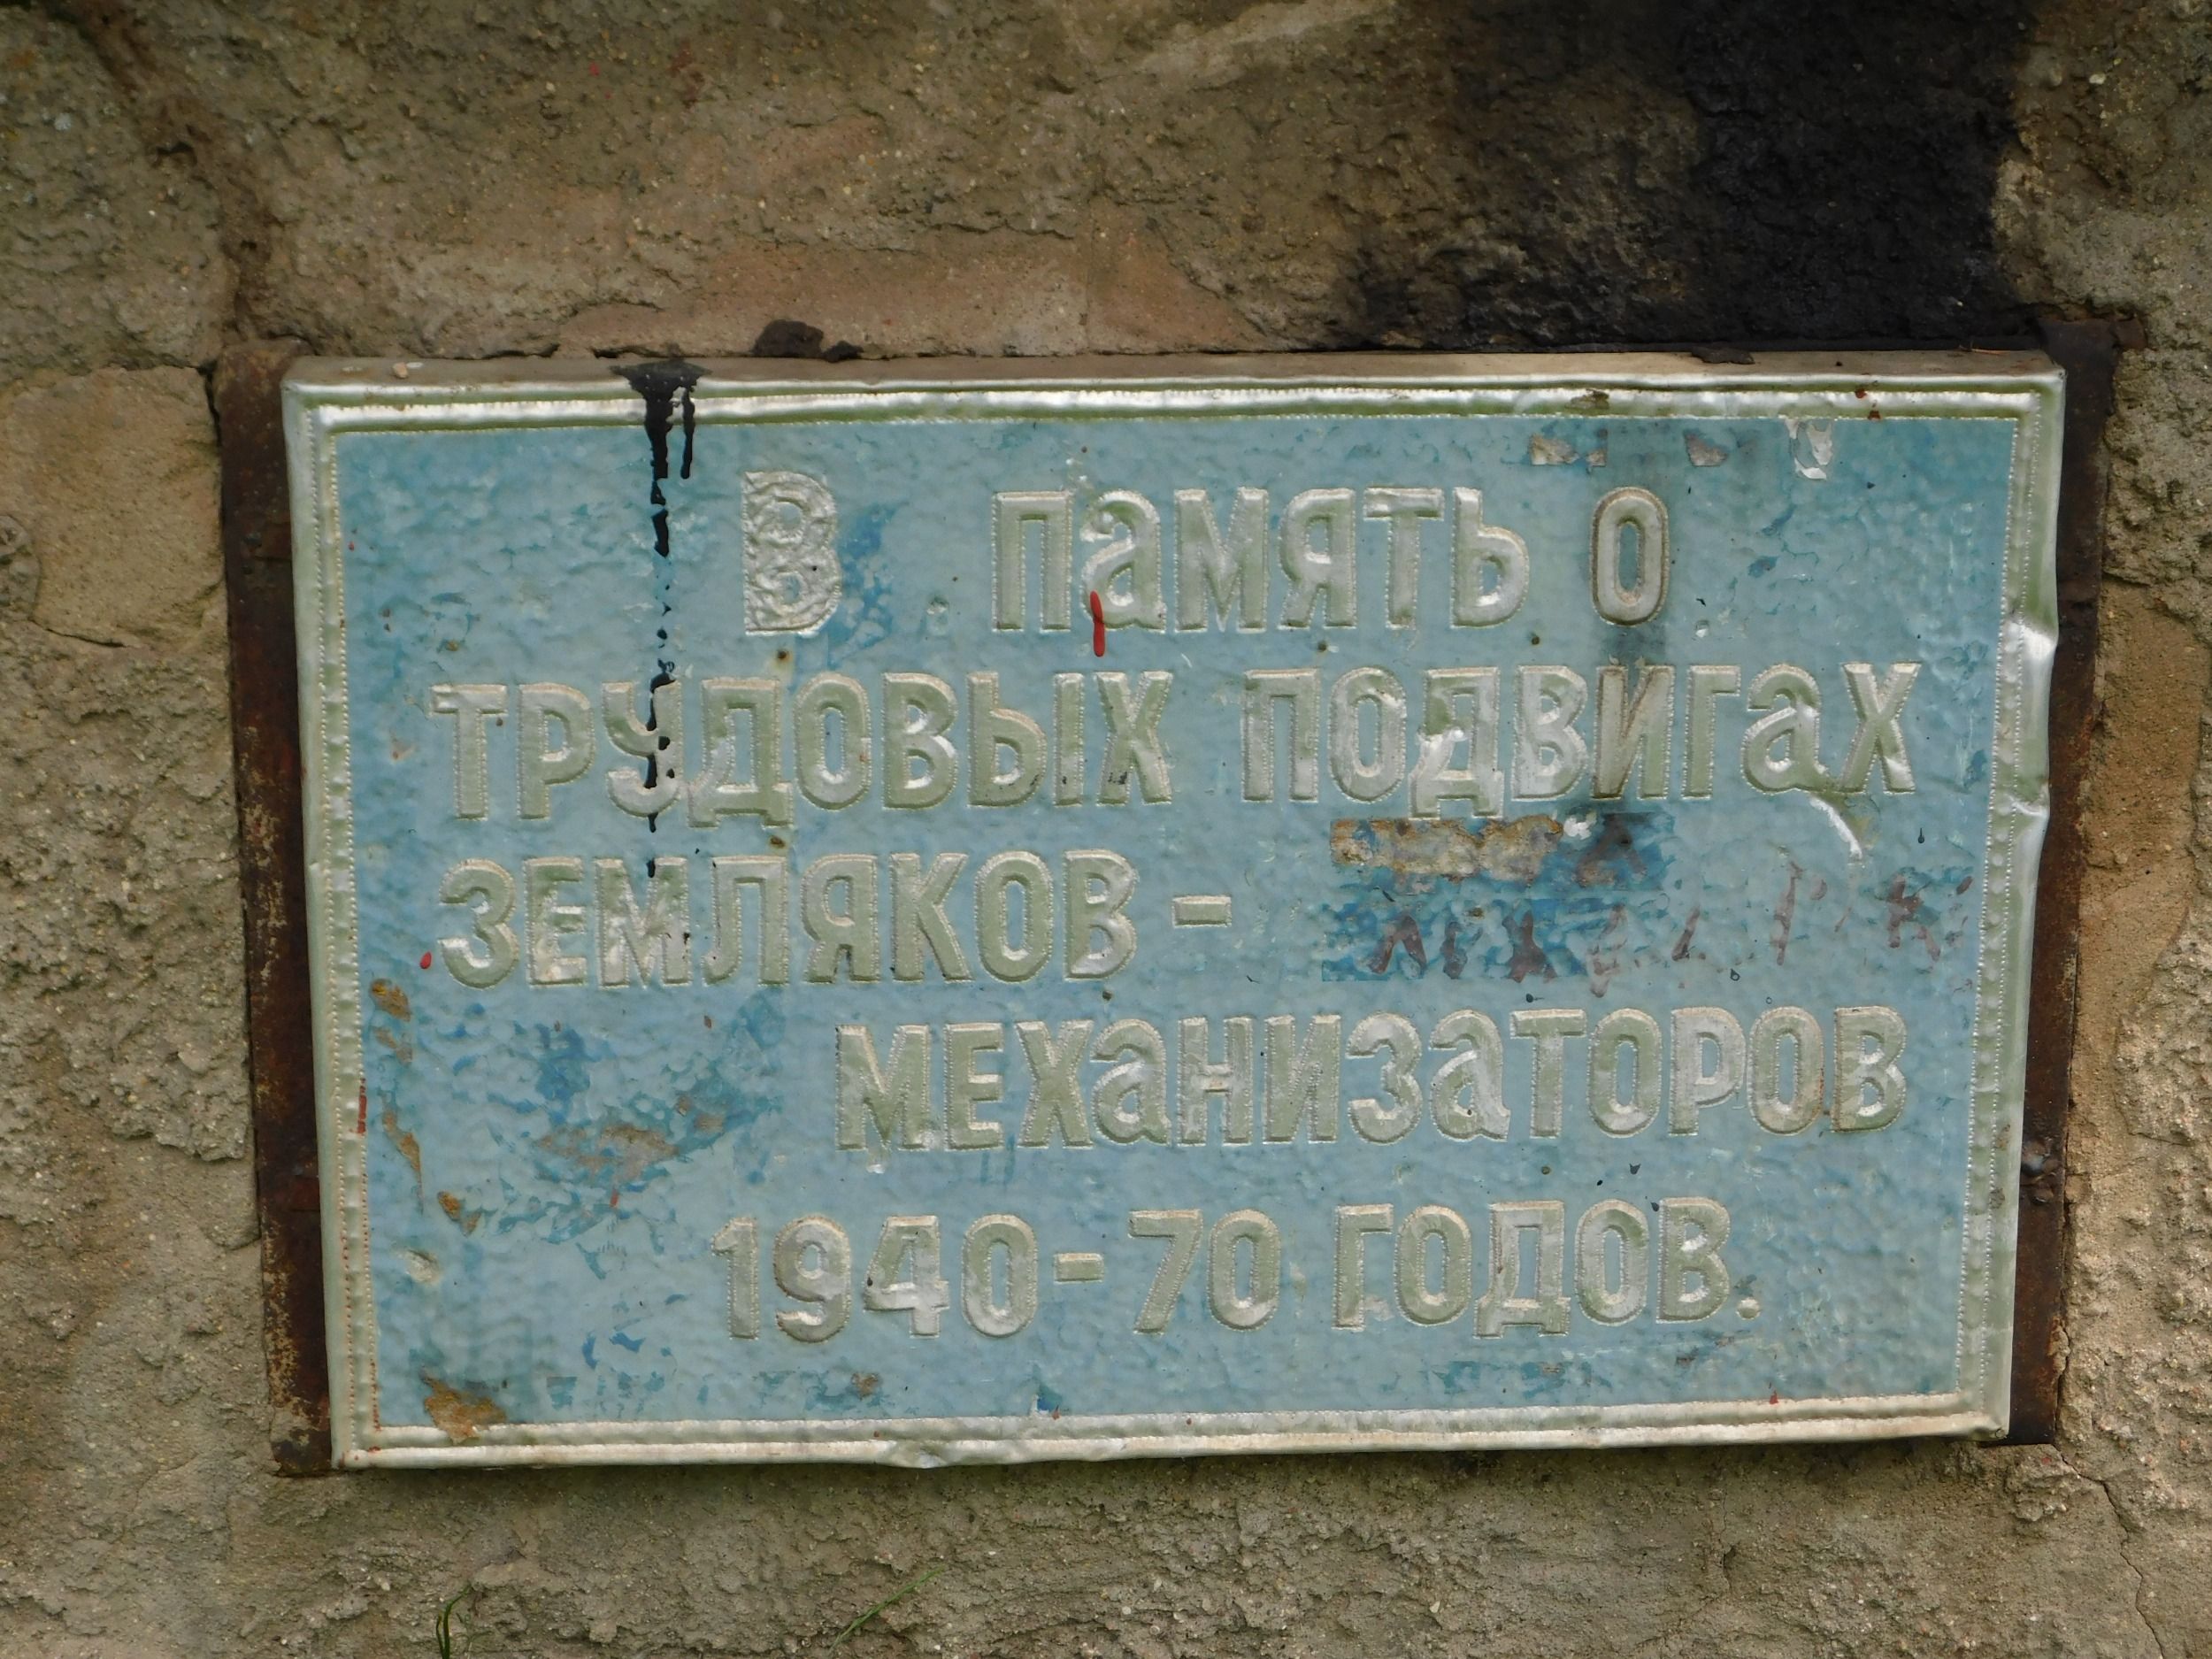 В память о
трудовых подвигах
земляков -
механизаторов
1940-70 годов.